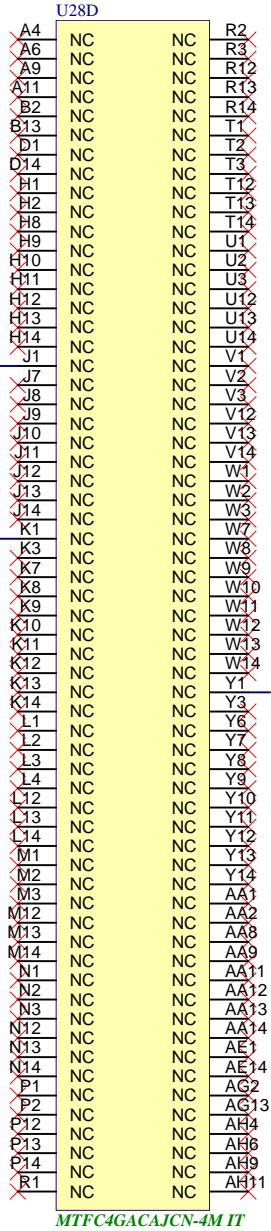 U28D
A4 NC NC R2
A6 NC NC R3
A9 NC NC R12
A11 NC NC R13
B2 NC NC R14
B13 NC NC T1
D1 NC NC T2
D14 NC NC T3
H1 NC NC T12
H2 NC NC T13
H8 NC NC T14
H9 NC NC U1
H10 NC NC U2
H11 NC NC U3
H12 NC NC U12
H13 NC NC U13
H14 NC NC U14
J1 NC NC V1
J7 NC NC V2
J8 NC NC V3
J9 NC NC V12
J10 NC NC V13
J11 NC NC V14
J12 NC NC W1
J13 NC NC W2
J14 NC NC W3
K1 NC NC W7
K3 NC NC W8
K7 NC NC W9
K8 NC NC W10
K9 NC NC W11
K10 NC NC W12
K11 NC NC W13
K12 NC NC W14
K13 NC NC Y1
K14 NC NC Y3
L1 NC NC Y6
L2 NC NC Y7
L3 NC NC Y8
L4 NC NC Y9
L12 NC NC Y10
L13 NC NC Y11
L14 NC NC Y12
M1 NC NC Y13
M2 NC NC Y14
M3 NC NC AA1
M12 NC NC AA2
M13 NC NC AA8
M14 NC NC AA9
N1 NC NC AA11
N2 NC NC AA12
N3 NC NC AA13
N12 NC NC AA14
N13 NC NC AE1
N14 NC NC AE14
P1 NC NC AG2
P2 NC NC AG13
P12 NC NC AH4
P13 NC NC AH6
P14 NC NC AH9
R1 NC NC AH11
MTFC4GACAJCN-4M IT